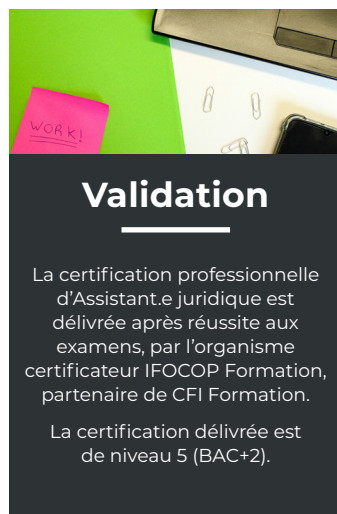 WORK!
Validation
La certification professionnelle
d’Assistant.e juridique est
délivrée après réussite aux
examens, par l’organisme
certificateur IFOCOP Formation,
partenaire de CFI Formation.
La certification délivrée est
de niveau 5 (BAC+2).